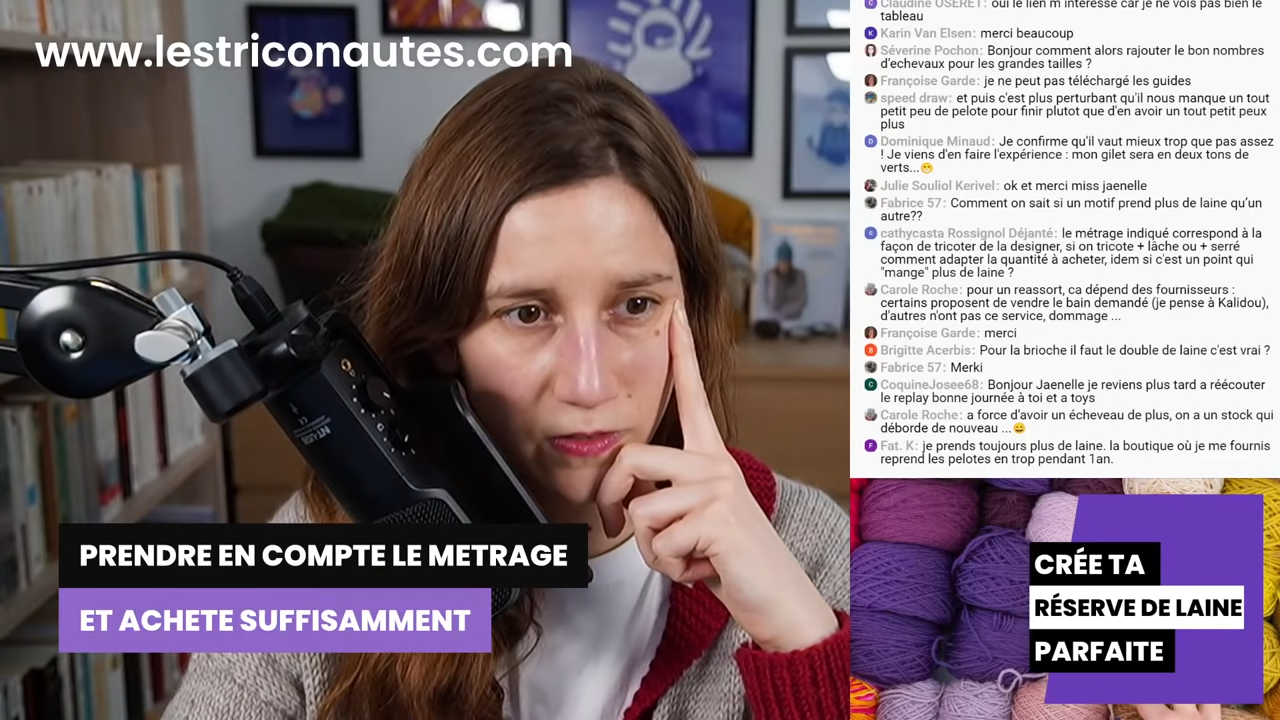 www.lestriconautes.com
PRENDRE EN COMPTE LE METRAGE
ET ACHETE SUFFISAMMENT
Claudine OSERET: oui le lien m interesse car je ne vois pas bien le
tableau
Karin Van Elsen: merci beaucoup
Séverine Pochon: Bonjour comment alors rajouter le bon nombres
d'echevaux pour les grandes tailles ?
Françoise Garde: je ne peut pas téléchargé les guides
speed draw: et puis c'est plus perturbant qu'il nous manque un tout
petit peu de pelote pour finir plutot que d'en avoir un tout petit peux
plus
Dominique Minaud: Je confirme qu'il vaut mieux trop que pas assez
! Je viens d'en faire l'expérience : mon gilet sera en deux tons de
verts...😁
Julie Souliol Kerivel: ok et merci miss jaenelle
Fabrice 57: Comment on sait si un motif prend plus de laine qu'un
autre??
cathycasta Rossignol Déjanté: le métrage indiqué correspond à la
façon de tricoter de la designer, si on tricote + lâche ou + serré
comment adapter la quantité à acheter, idem si c'est un point qui
"mange" plus de laine ?
Carole Roche: pour un reassort, ca dépend des fournisseurs :
certains proposent de vendre le bain demandé (je pense à Kalidou),
d'autres n'ont pas ce service, dommage ...
Françoise Garde: merci
Brigitte Acerbis: Pour la brioche il faut le double de laine c'est vrai ?
Fabrice 57: Merki
CoquineJosee68: Bonjour Jaenelle je reviens plus tard a réécouter
le replay bonne journée à toi et a toys
Carole Roche: a force d'avoir un écheveau de plus, on a un stock qui
déborde de nouveau ...😄
Fat. K: je prends toujours plus de laine. la boutique où je me fournis
reprend les pelotes en trop pendant 1an.
CRÉE TA
RÉSERVE DE LAINE
PARFAITE